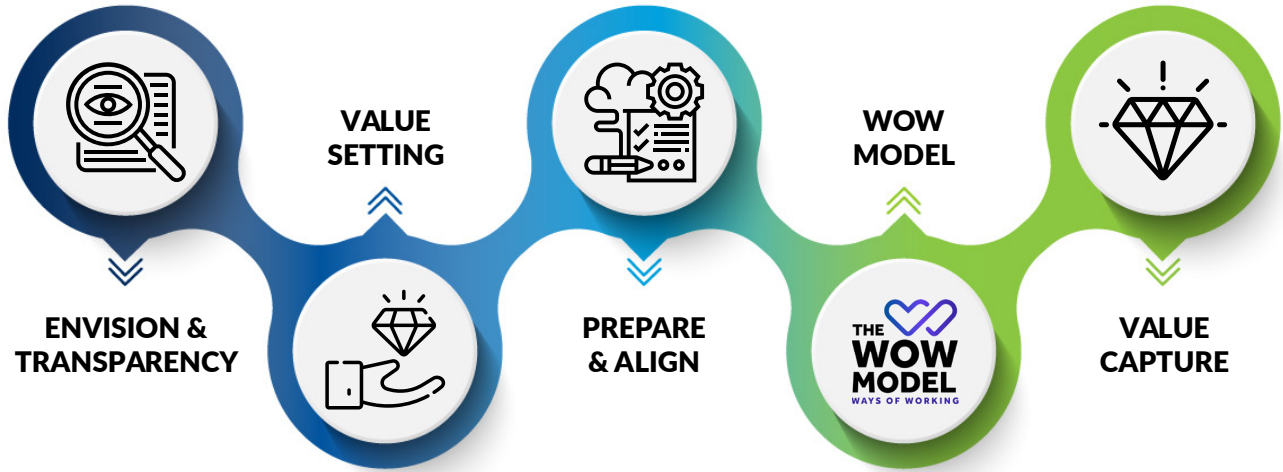 ENVISION &
TRANSPARENCY
VALUE
SETTING
PREPARE
& ALIGN
WOW
MODEL
THE
WOW
MODEL
WAYS OF WORKING
VALUE
CAPTURE